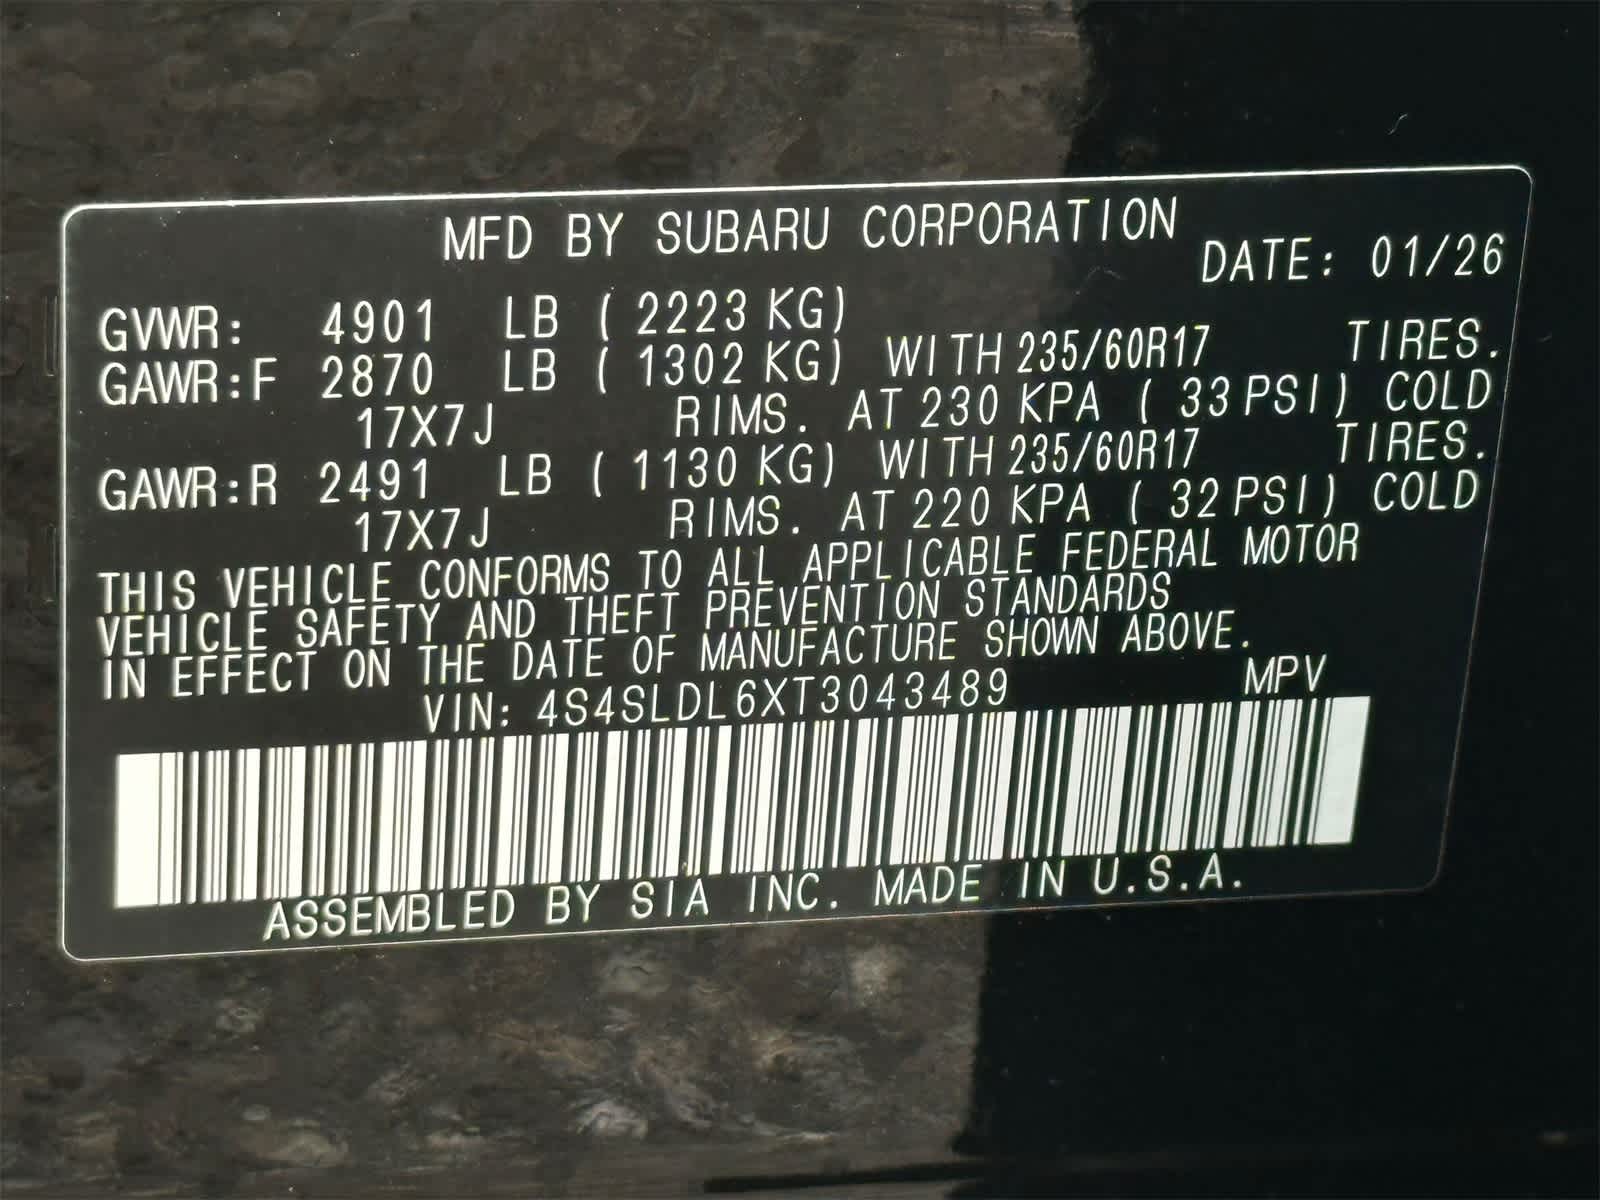 MFD BY SUBARU CORPORATION
DATE: 01/26
GVWR: 4901 LB ( 2223 KG)
GAWR:F 2870 LB ( 1302 KG) WITH 235/60R17 TIRES.
17X7J RIMS. AT 230 KPA ( 33 PSI) COLD
GAWR:R 2491 LB ( 1130 KG) WITH 235/60R17 TIRES.
17X7J RIMS. AT 220 KPA ( 32 PSI) COLD
THIS VEHICLE CONFORMS TO ALL APPLICABLE FEDERAL MOTOR
VEHICLE SAFETY AND THEFT PREVENTION STANDARDS
IN EFFECT ON THE DATE OF MANUFACTURE SHOWN ABOVE.
VIN: 4S4SLDL6XT3043489 MPV
ASSEMBLED BY SIA INC. MADE IN U.S.A.